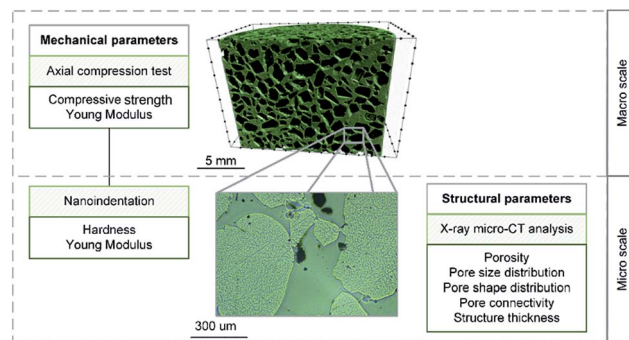 Mechanical parameters
Axial compression test
Compressive strength
Young Modulus
5 mm
Macro scale
Nanoindentation
Hardness
Young Modulus
300 um
Structural parameters
X-ray micro-CT analysis
Porosity
Pore size distribution
Pore shape distribution
Pore connectivity
Structure thickness
Micro scale